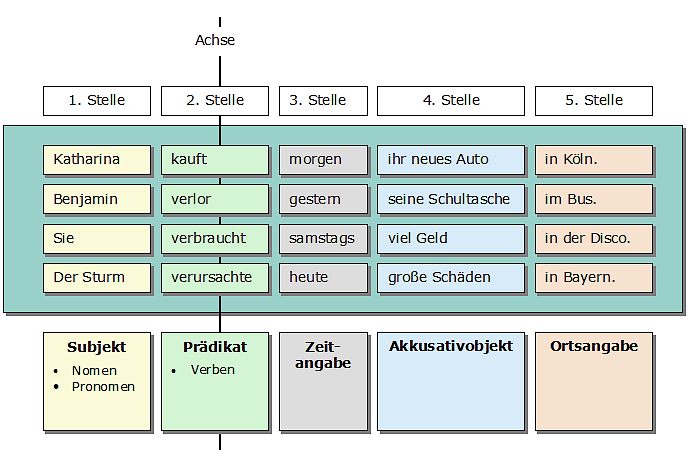 Achse
1. Stelle 2. Stelle 3. Stelle 4. Stelle 5. Stelle
Katharina kauft morgen ihr neues Auto in Köln.
Benjamin verlor gestern seine Schultasche im Bus.
Sie verbraucht samstags viel Geld in der Disco.
Der Sturm verursachte heute große Schäden in Bayern.
Subjekt Prädikat Zeit- Akkusativobjekt Ortsangabe
angabe
• Nomen • Verben
• Pronomen